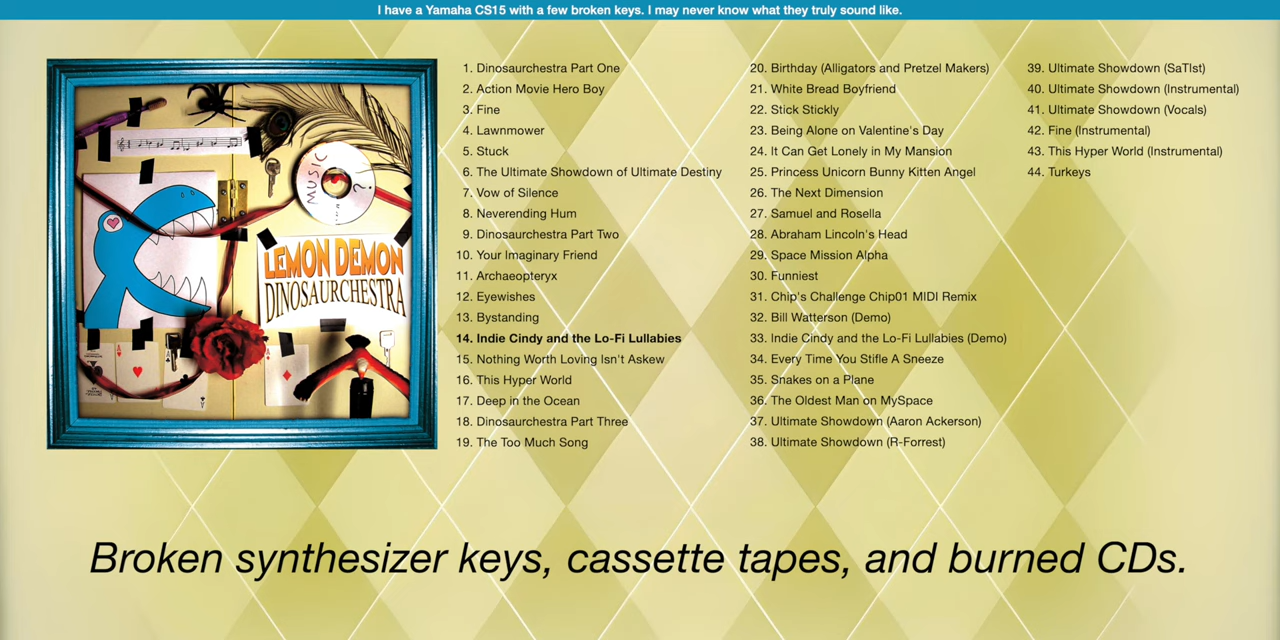 I have a Yamaha CS15 with a few broken keys. I may never know what they truly sound like.
MUSIC
LEMON DEMON
DINOSAURCHESTRA
1. Dinosaurchestra Part One
2. Action Movie Hero Boy
3. Fine
4. Lawnmower
5. Stuck
6. The Ultimate Showdown of Ultimate Destiny
7. Vow of Silence
8. Neverending Hum
9. Dinosaurchestra Part Two
10. Your Imaginary Friend
11. Archaeopteryx
12. Eyewishes
13. Bystanding
14. Indie Cindy and the Lo-Fi Lullabies
15. Nothing Worth Loving Isn't Askew
16. This Hyper World
17. Deep in the Ocean
18. Dinosaurchestra Part Three
19. The Too Much Song
20. Birthday (Alligators and Pretzel Makers)
21. White Bread Boyfriend
22. Stick Stickly
23. Being Alone on Valentine's Day
24. It Can Get Lonely in My Mansion
25. Princess Unicorn Bunny Kitten Angel
26. The Next Dimension
27. Samuel and Rosella
28. Abraham Lincoln's Head
29. Space Mission Alpha
30. Funniest
31. Chip's Challenge Chip01 MIDI Remix
32. Bill Watterson (Demo)
33. Indie Cindy and the Lo-Fi Lullabies (Demo)
34. Every Time You Stifle A Sneeze
35. Snakes on a Plane
36. The Oldest Man on MySpace
37. Ultimate Showdown (Aaron Ackerson)
38. Ultimate Showdown (R-Forrest)
39. Ultimate Showdown (SaTIst)
40. Ultimate Showdown (Instrumental)
41. Ultimate Showdown (Vocals)
42. Fine (Instrumental)
43. This Hyper World (Instrumental)
44. Turkeys
Broken synthesizer keys, cassette tapes, and burned CDs.